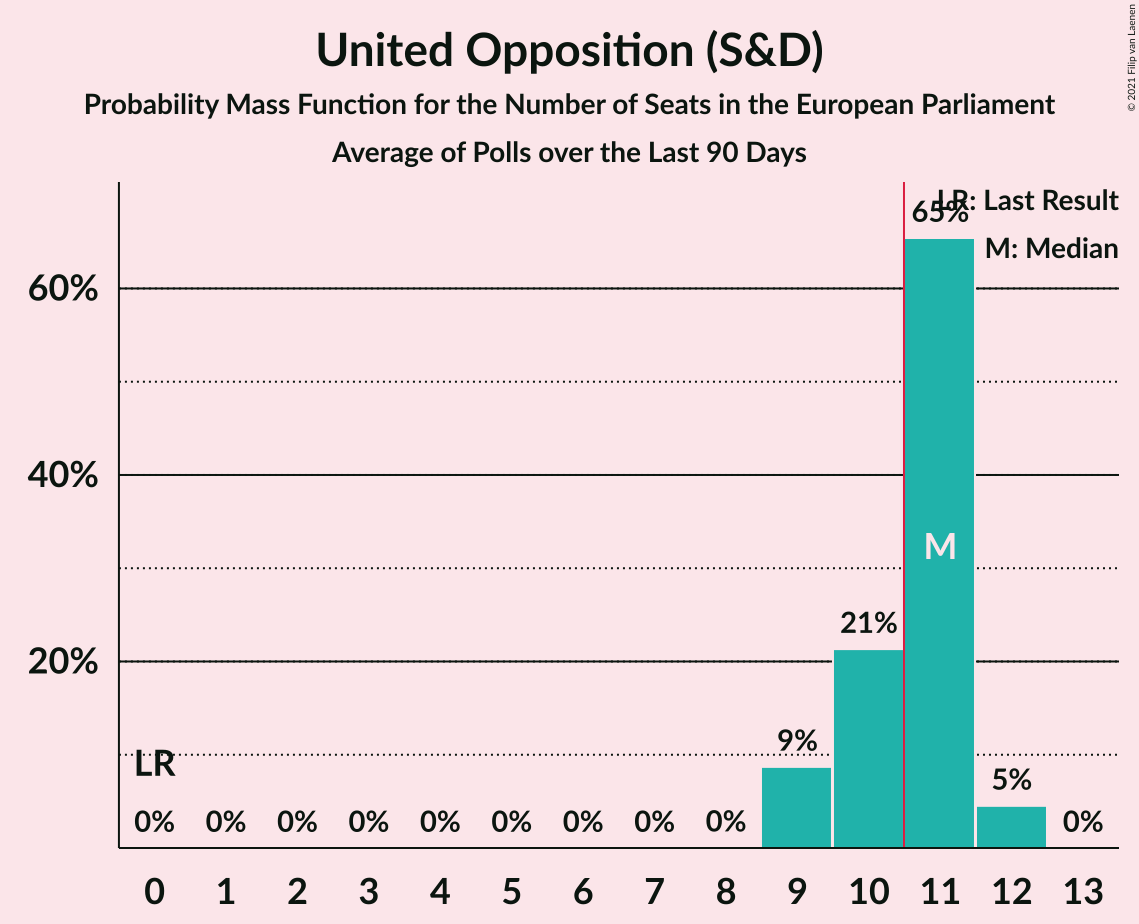 United Opposition (S&D)
Probability Mass Function for the Number of Seats in the European Parliament
Average of Polls over the Last 90 Days
© 2021 Filip van Laenen
LR: Last Result
M: Median
65%
60%
40%
M
21%
20%
9%
LR
5%
0% 0% 0% 0% 0% 0% 0% 0% 0% 0%
0 1 2 3 4 5 6 7 8 9 10 11 12 13